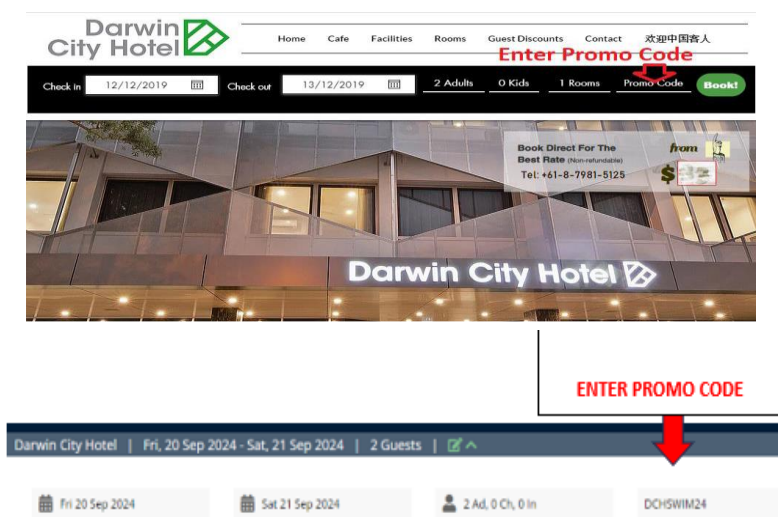 Darwin
City Hotel
Home Cafe Facilities Rooms Guest Discounts Contact 欢迎中国客人
Enter Promo Code
Check in 12/12/2019 Check out 13/12/2019 2 Adults 0 Kids 1 Rooms Promo Code Book!
Book Direct For The
Best Rate (Non-refundable)
Tel: +61-8-7981-5125
from
$
Darwin City Hotel
ENTER PROMO CODE
Darwin City Hotel | Fri, 20 Sep 2024 - Sat, 21 Sep 2024 | 2 Guests |
Fri 20 Sep 2024 Sat 21 Sep 2024 2 Ad, 0 Ch, 0 In DCHSWIM24